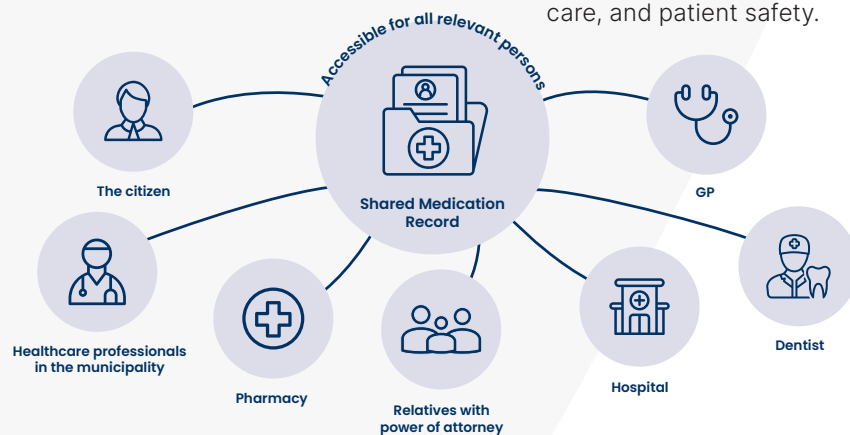 care, and patient safety.
Accessible for all relevant persons
The citizen
Shared Medication
Record
GP
Healthcare professionals
in the municipality
Pharmacy
Relatives with
power of attorney
Hospital
Dentist